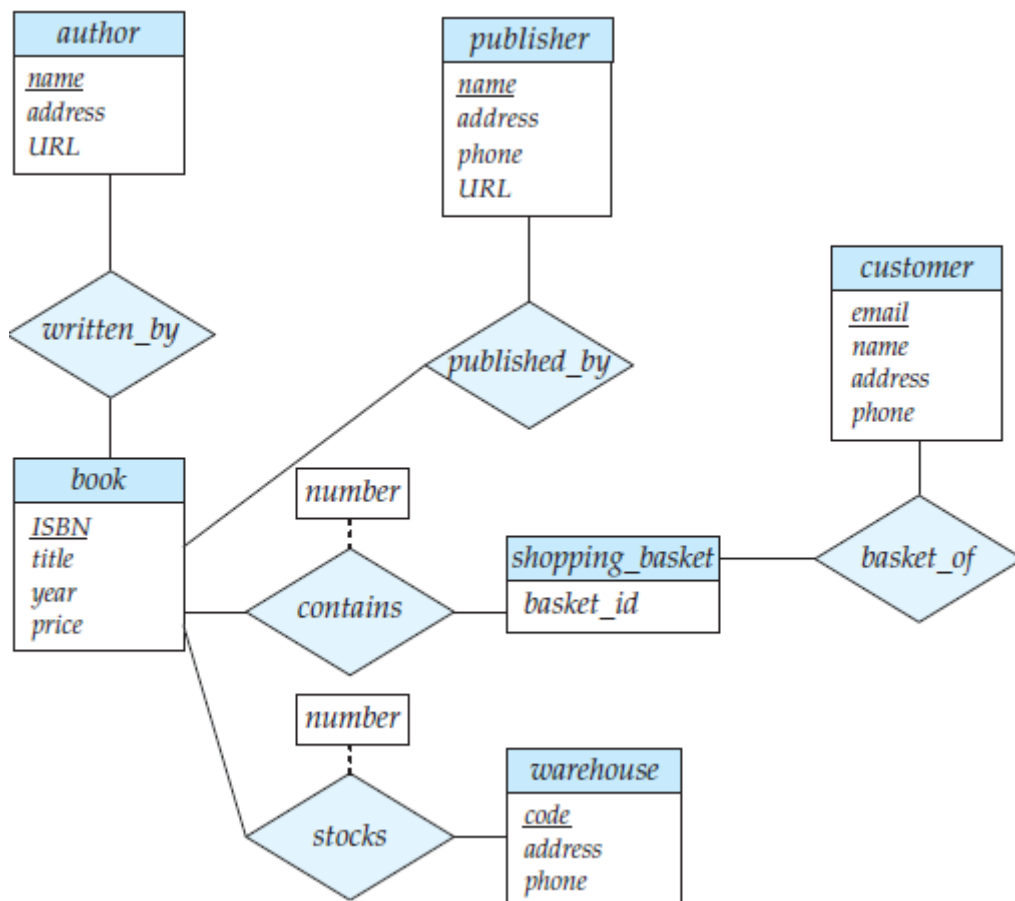 author
name
address
URL
publisher
name
address
phone
URL
written_by
published_by
customer
email
name
address
phone
book
ISBN
title
year
price
number
contains
shopping_basket
basket_id
basket_of
number
stocks
warehouse
code
address
phone